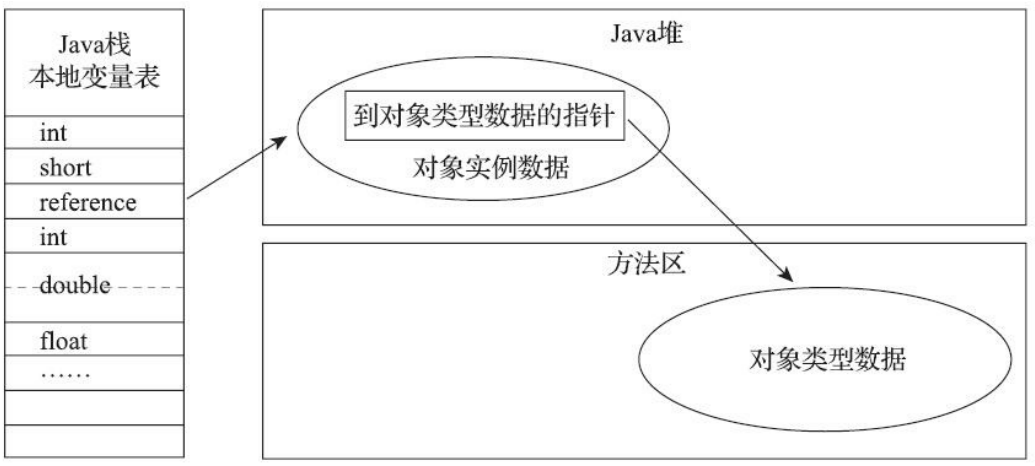 Java栈
本地变量表
int
short
reference
int
double
float
……
Java堆
到对象类型数据的指针
对象实例数据
方法区
对象类型数据